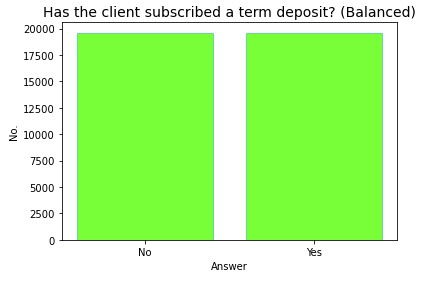 Has the client subscribed a term deposit? (Balanced)
20000
17500
15000
12500
10000
7500
5000
2500
0
No.
No Yes
Answer